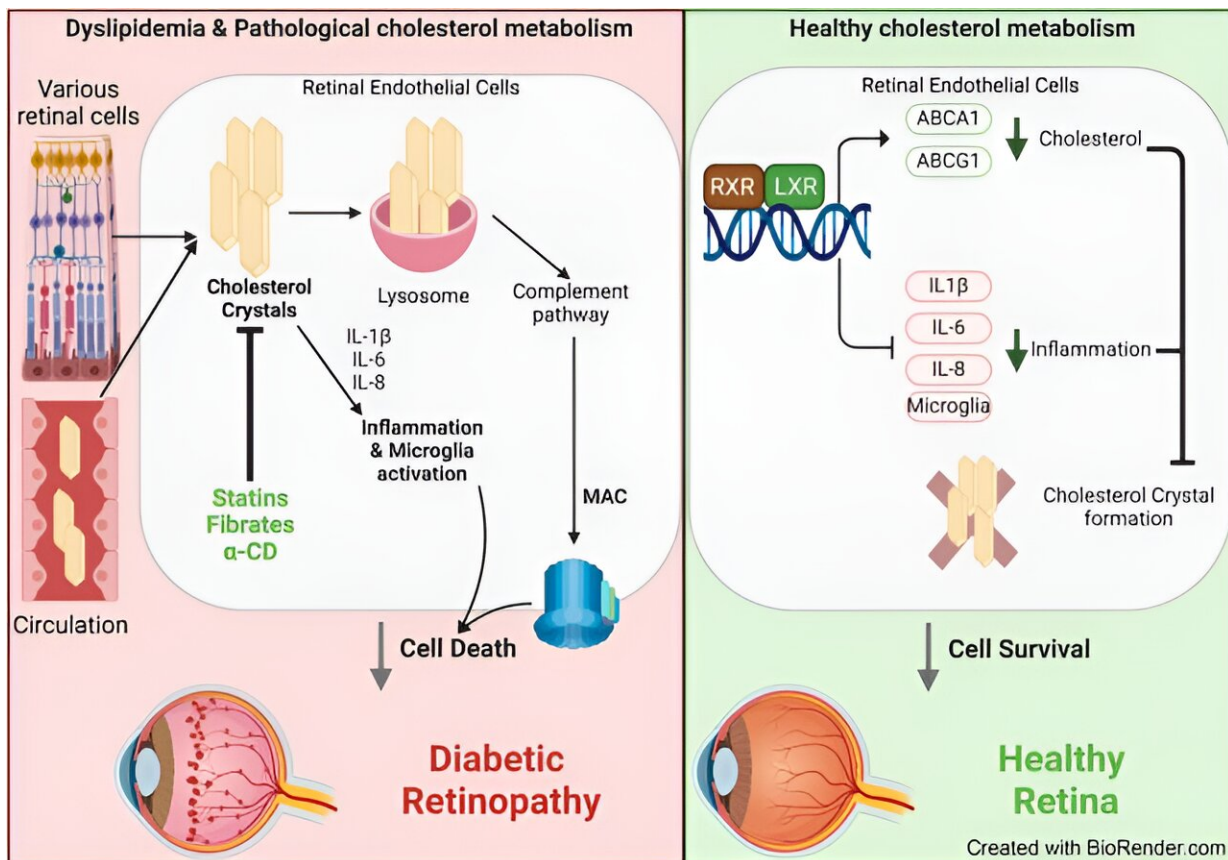 Dyslipidemia & Pathological cholesterol metabolism
Various
retinal cells
Retinal Endothelial Cells
Cholesterol
Crystals
Lysosome
Complement
pathway
IL-1β
IL-6
IL-8
Inflammation
& Microglia
activation
MAC
Statins
Fibrates
α-CD
Circulation
Cell Death
Diabetic
Retinopathy
Healthy cholesterol metabolism
Retinal Endothelial Cells
ABCA1
ABCG1
Cholesterol
RXR
LXR
IL1β
IL-6
IL-8
Microglia
Inflammation
Cholesterol Crystal
formation
Cell Survival
Healthy
Retina
Created with BioRender.com